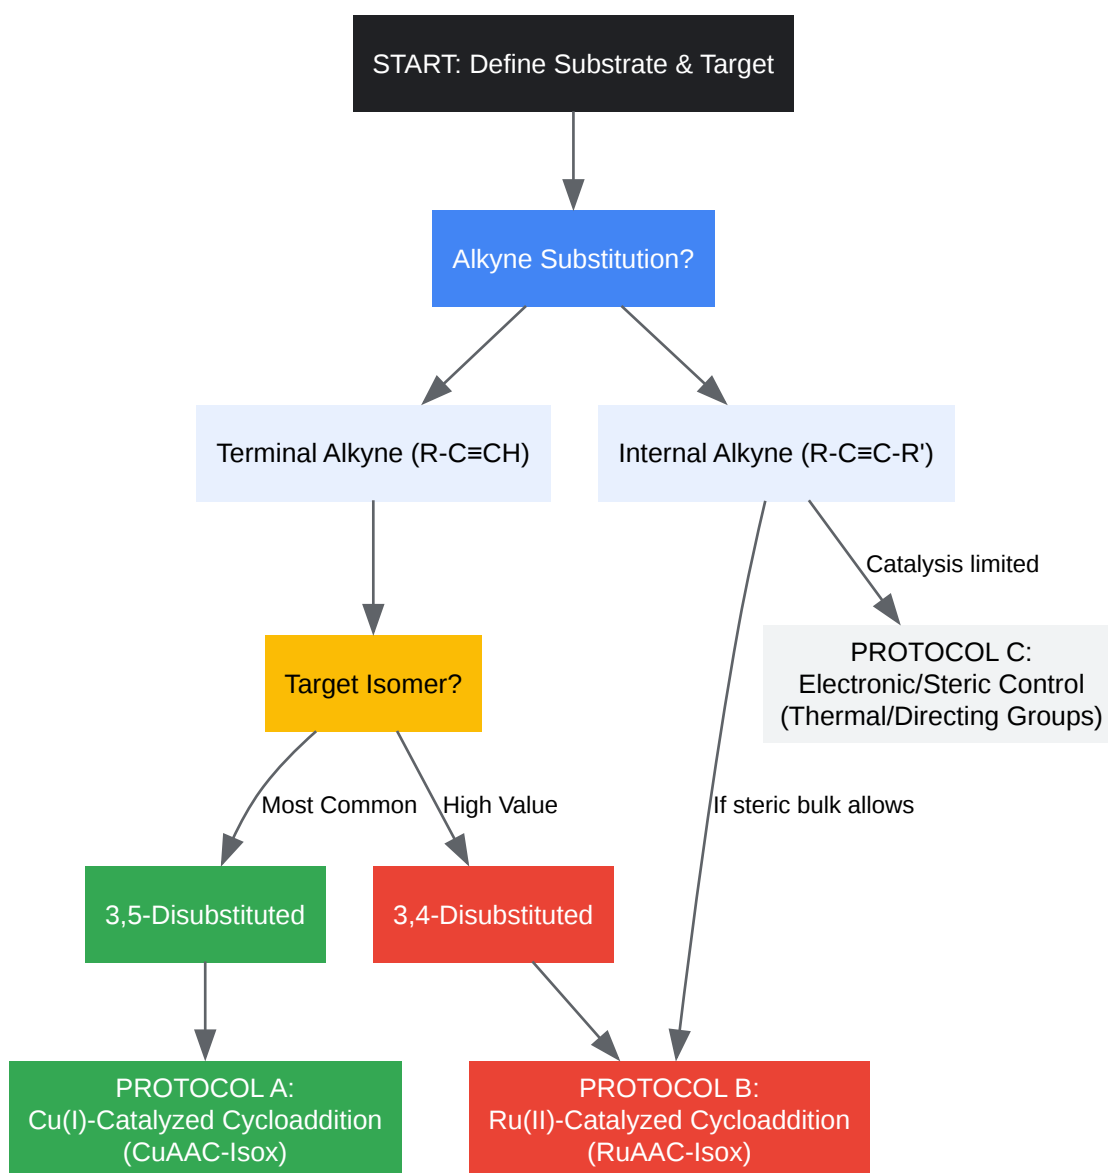 START: Define Substrate & Target
Alkyne Substitution?
Terminal Alkyne (R-C≡CH)
Internal Alkyne (R-C≡C-R')
Catalysis limited
PROTOCOL C:
Electronic/Steric Control
(Thermal/Directing Groups)
Target Isomer?
Most Common
High Value
If steric bulk allows
3,5-Disubstituted
3,4-Disubstituted
PROTOCOL A:
Cu(I)-Catalyzed Cycloaddition
(CuAAC-Isox)
PROTOCOL B:
Ru(II)-Catalyzed Cycloaddition
(RuAAC-Isox)